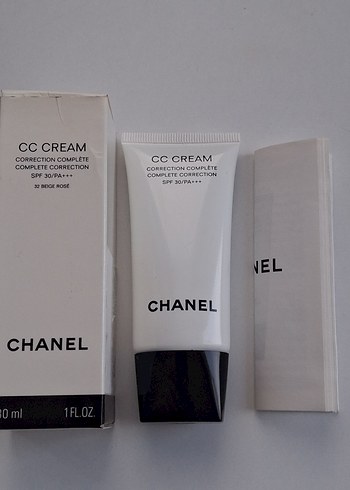 CC CREAM
CORRECTION COMPLÈTE
COMPLETE CORRECTION
SPF 30/PA+++
32 BEIGE ROSÉ
CHANEL
30 ml 1 FL.OZ.
CC CREAM
CORRECTION COMPLÈTE
COMPLETE CORRECTION
SPF 30/PA+++
CHANEL
NEL